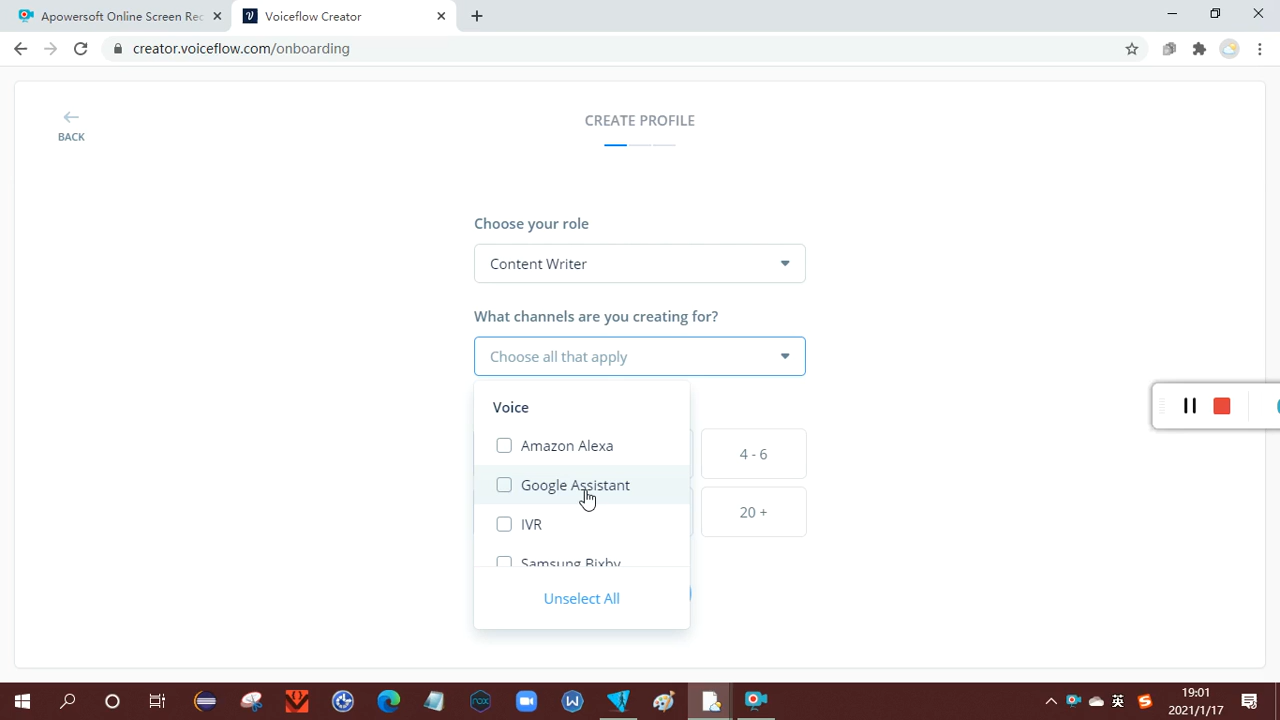 Apowersoft Online Screen Rec
Voiceflow Creator
creator.voiceflow.com/onboarding
BACK
CREATE PROFILE
Choose your role
Content Writer
What channels are you creating for?
Choose all that apply
Voice
Amazon Alexa
4 - 6
Google Assistant
20 +
IVR
Samsung Bixby
Unselect All
英
19:01
2021/1/17